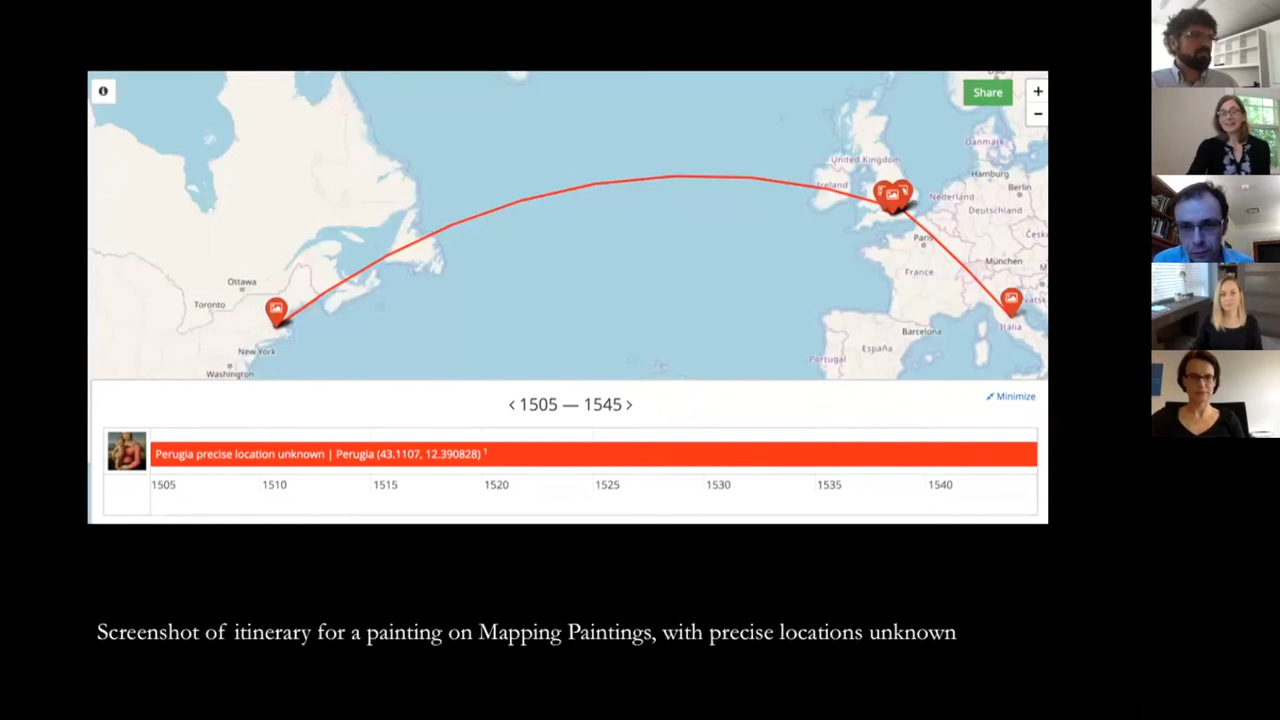 Share
+
−
United Kingdom
Ireland
Danmark
Hamburg
Berlin
Nederland
Deutschland
Česk
Paris
München
France
vatsk
Italia
Barcelona
España
Portugal
Ottawa
Toronto
New York
Washington
< 1505 — 1545 >
Minimize
Perugia precise location unknown | Perugia (43.1107, 12.390828) 1
1505 1510 1515 1520 1525 1530 1535 1540
Screenshot of itinerary for a painting on Mapping Paintings, with precise locations unknown